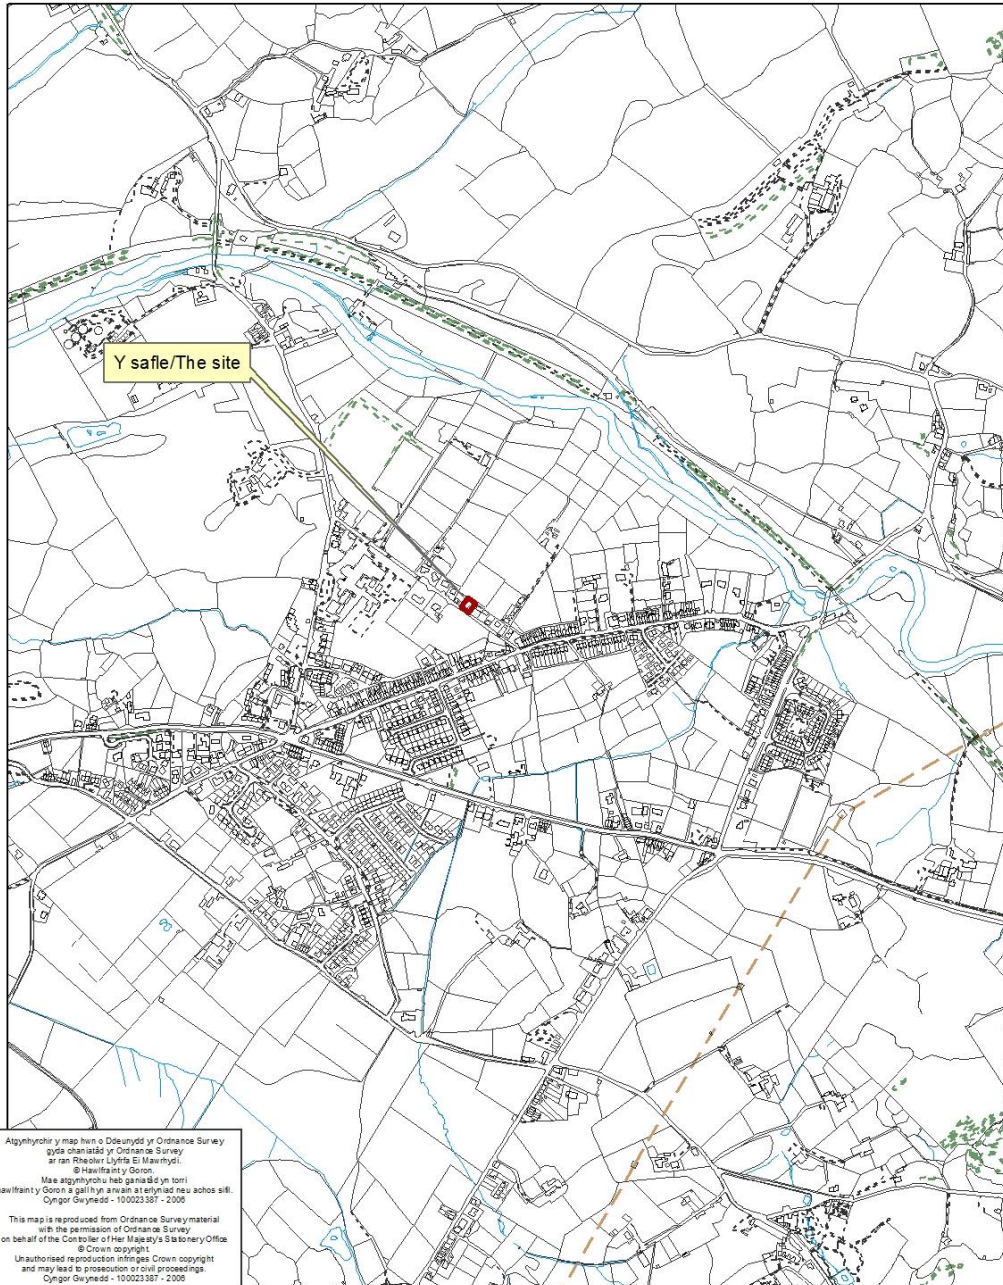 Y safle/The site
Atgynhyrchir y map hwn o Ddeunydd yr Ordnance Survey
gyda chaniatâd yr Ordnance Survey
ar ran Rheolwr Llyfrfa Ei Mawrhydi.
© Hawlfraint y Goron.
Mae atgynhyrchu heb ganiatâd yn torri
awlfraint y Goron a gall hyn arwain at erlyniad neu achos sifil.
Cyngor Gwynedd - 100023387 - 2006
This map is reproduced from Ordnance Survey material
with the permission of Ordnance Survey
on behalf of the Controller of Her Majesty's Stationery Office
© Crown copyright.
Unauthorised reproduction infringes Crown copyright
and may lead to prosecution or civil proceedings.
Cyngor Gwynedd - 100023387 - 2006